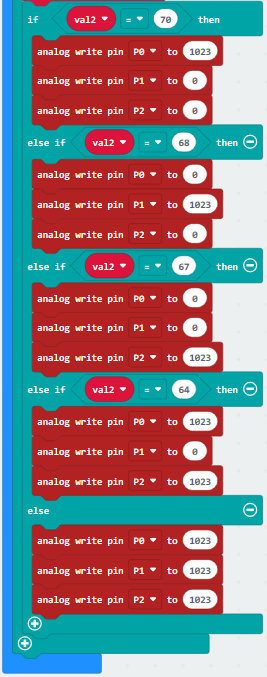 if val2 = 70 then
analog write pin P0 to 1023
analog write pin P1 to 0
analog write pin P2 to 0
else if val2 = 68 then
analog write pin P0 to 0
analog write pin P1 to 1023
analog write pin P2 to 0
else if val2 = 67 then
analog write pin P0 to 0
analog write pin P1 to 0
analog write pin P2 to 1023
else if val2 = 64 then
analog write pin P0 to 1023
analog write pin P1 to 0
analog write pin P2 to 1023
else
analog write pin P0 to 1023
analog write pin P1 to 1023
analog write pin P2 to 1023